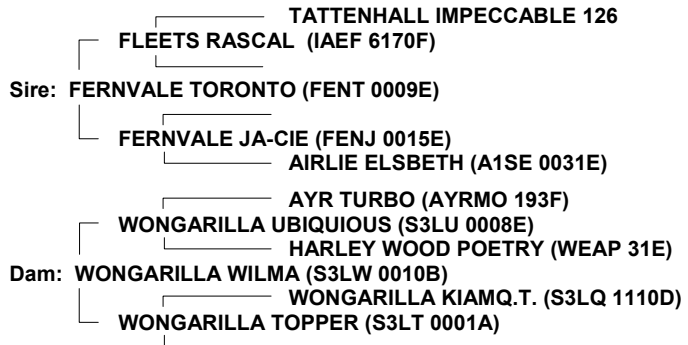 TATTENHALL IMPECCABLE 126
FLEETS RASCAL (IAEF 6170F)
Sire: FERNVALE TORONTO (FENT 0009E)
FERNVALE JA-CIE (FENJ 0015E)
AIRLIE ELSBETH (A1SE 0031E)
AYR TURBO (AYRMO 193F)
WONGARILLA UBIQUIOUS (S3LU 0008E)
HARLEY WOOD POETRY (WEAP 31E)
Dam: WONGARILLA WILMA (S3LW 0010B)
WONGARILLA KIAMQ.T. (S3LQ 1110D)
WONGARILLA TOPPER (S3LT 0001A)